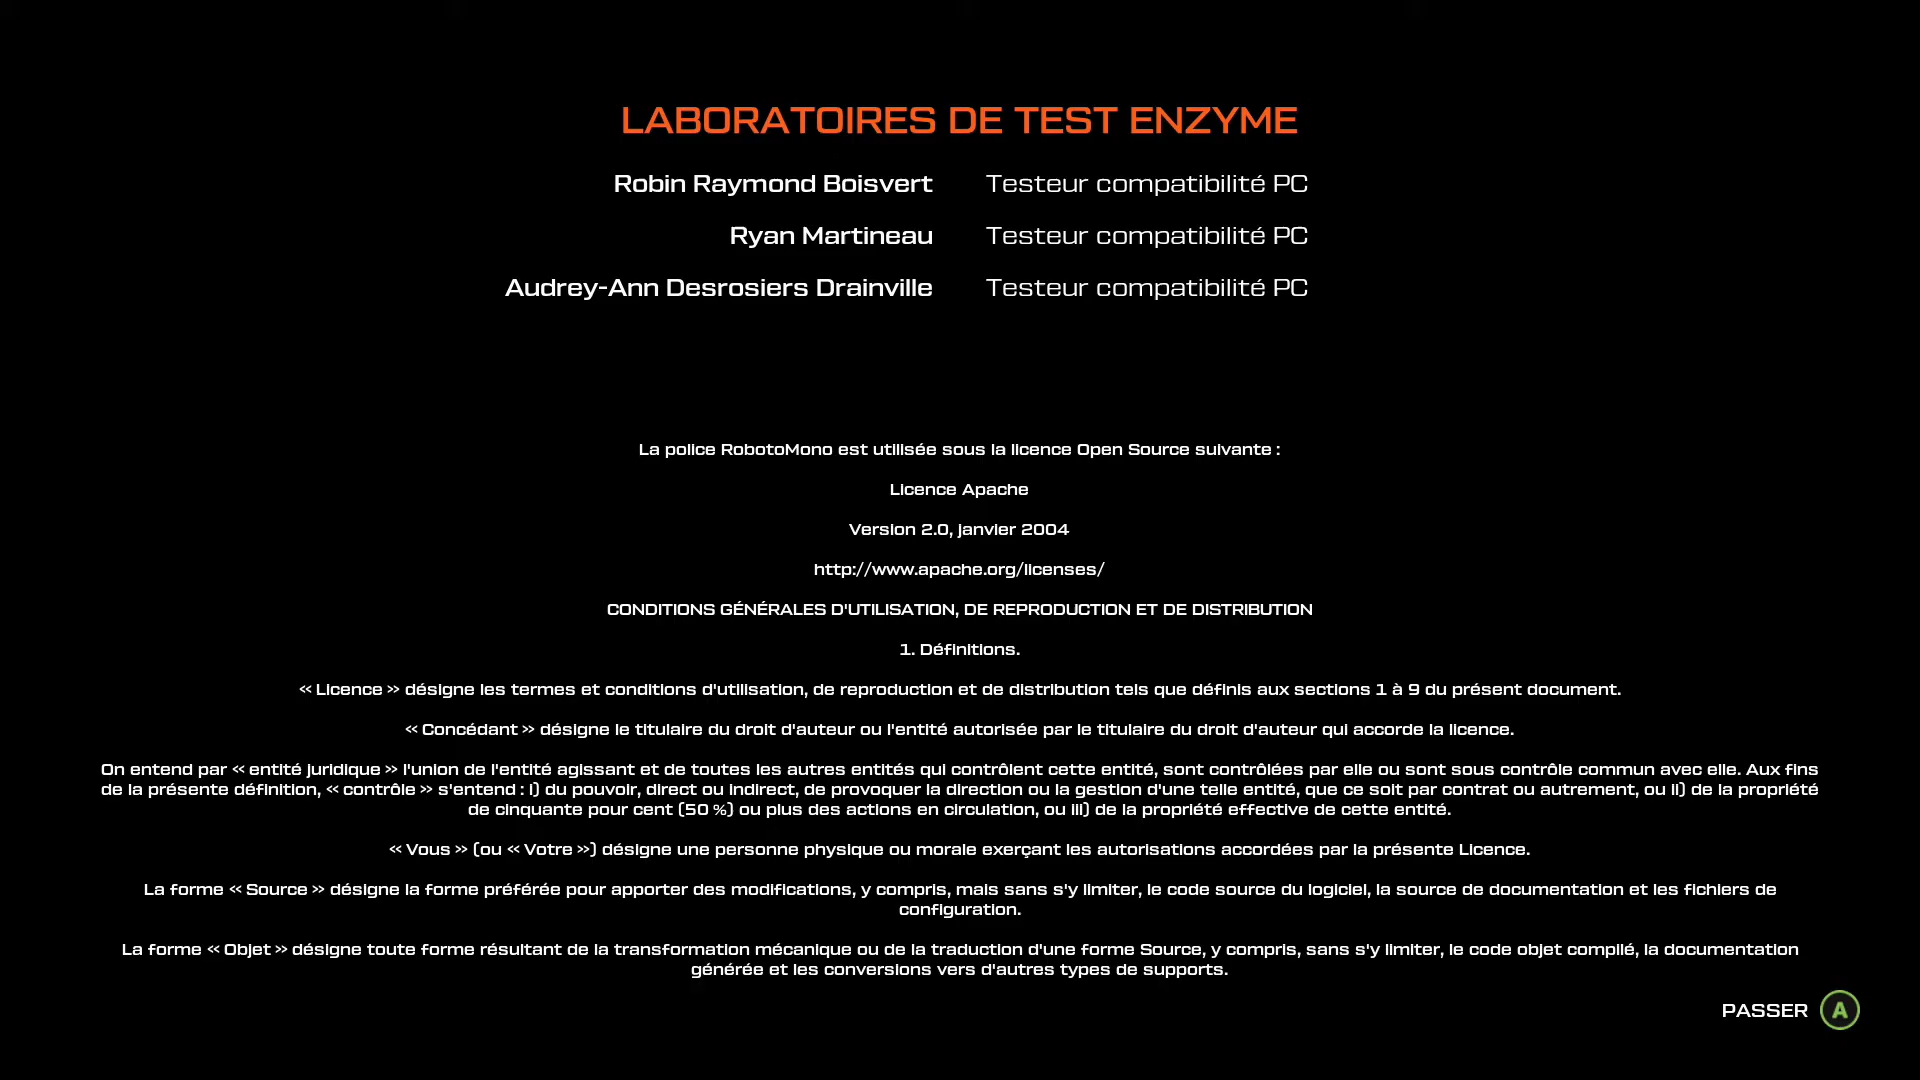 LABORATOIRES DE TEST ENZYME
Robin Raymond Boisvert Testeur compatibilité PC
Ryan Martineau Testeur compatibilité PC
Audrey-Ann Desrosiers Drainville Testeur compatibilité PC
La police RobotoMono est utilisée sous la licence Open Source suivante :
Licence Apache
Version 2.0, janvier 2004
http://www.apache.org/licenses/
CONDITIONS GÉNÉRALES D'UTILISATION, DE REPRODUCTION ET DE DISTRIBUTION
1. Définitions.
« Licence » désigne les termes et conditions d'utilisation, de reproduction et de distribution tels que définis aux sections 1 à 9 du présent document.
« Concédant » désigne le titulaire du droit d'auteur ou l'entité autorisée par le titulaire du droit d'auteur qui accorde la licence.
On entend par « entité juridique » l'union de l'entité agissant et de toutes les autres entités qui contrôlent cette entité, sont contrôlées par elle ou sont sous contrôle commun avec elle. Aux fins
de la présente définition, « contrôle » s'entend : i) du pouvoir, direct ou indirect, de provoquer la direction ou la gestion d'une telle entité, que ce soit par contrat ou autrement, ou ii) de la propriété
de cinquante pour cent (50 %) ou plus des actions en circulation, ou iii) de la propriété effective de cette entité.
« Vous » (ou « Votre ») désigne une personne physique ou morale exerçant les autorisations accordées par la présente Licence.
La forme « Source » désigne la forme préférée pour apporter des modifications, y compris, mais sans s'y limiter, le code source du logiciel, la source de documentation et les fichiers de
configuration.
La forme « Objet » désigne toute forme résultant de la transformation mécanique ou de la traduction d'une forme Source, y compris, sans s'y limiter, le code objet compilé, la documentation
générée et les conversions vers d'autres types de supports.
PASSER A